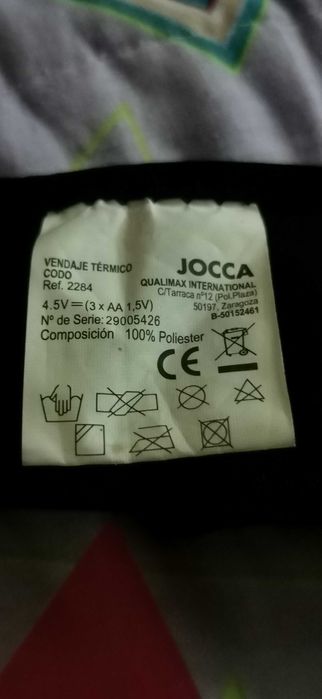 VENDAJE TÉRMICO
CODO
Ref. 2284
4.5V⎓(3 x AA 1,5V)
Nº de Serie: 29005426
Composición 100% Poliester
JOCCA
QUALIMAX INTERNATIONAL
C/Tarraca nº12 (Pol.Plaza)
50197, Zaragoza
B-50152461
CE